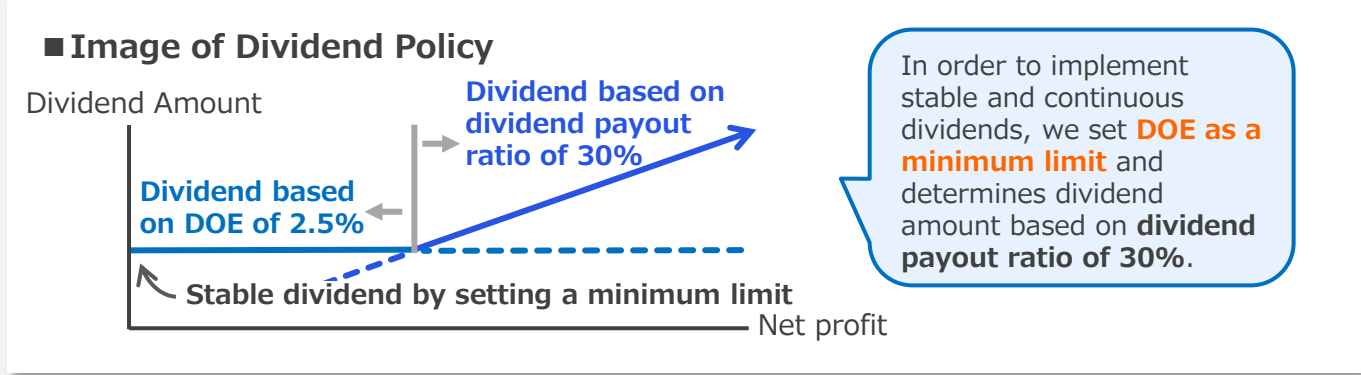 ■Image of Dividend Policy
Dividend Amount
Dividend based on
dividend payout
ratio of 30%
Dividend based
on DOE of 2.5%
Stable dividend by setting a minimum limit
Net profit
In order to implement
stable and continuous
dividends, we set DOE as a
minimum limit and
determines dividend
amount based on dividend
payout ratio of 30%.